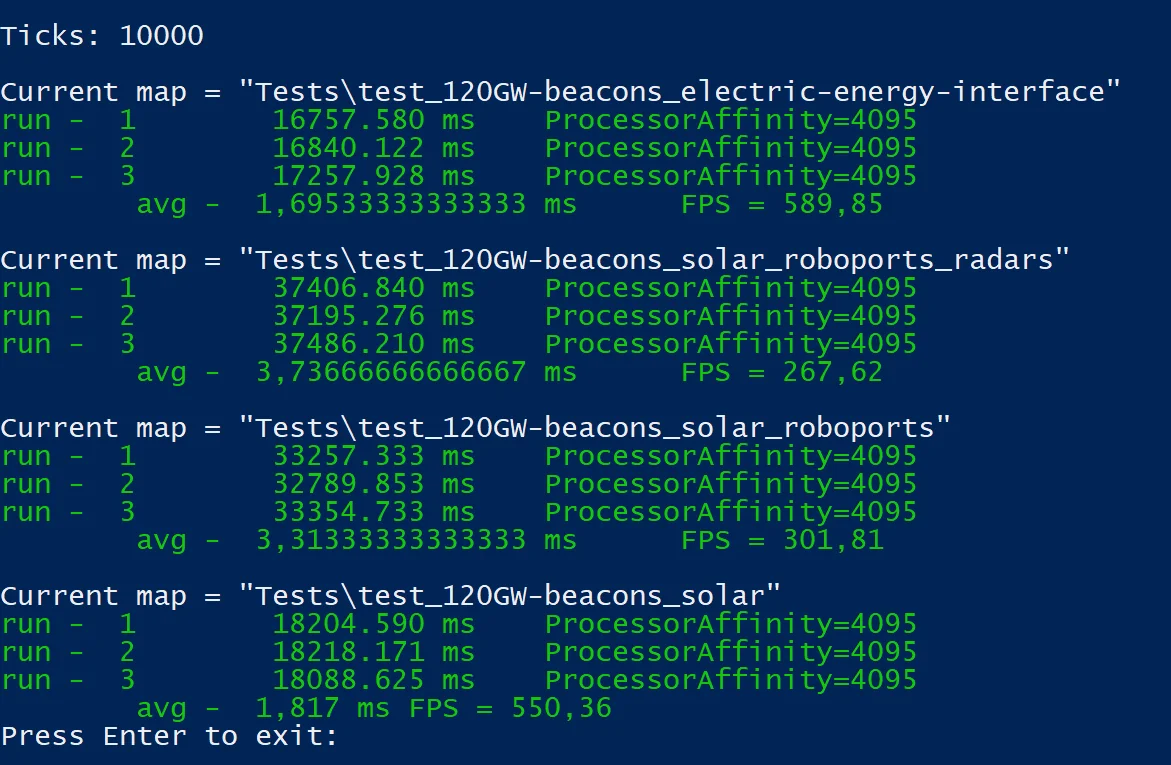 Ticks: 10000
Current map = "Tests\test_120GW-beacons_electric-energy-interface"
run - 1 16757.580 ms ProcessorAffinity=4095
run - 2 16840.122 ms ProcessorAffinity=4095
run - 3 17257.928 ms ProcessorAffinity=4095
avg - 1,69533333333333 ms FPS = 589,85
Current map = "Tests\test_120GW-beacons_solar_roboports_radars"
run - 1 37406.840 ms ProcessorAffinity=4095
run - 2 37195.276 ms ProcessorAffinity=4095
run - 3 37486.210 ms ProcessorAffinity=4095
avg - 3,73666666666667 ms FPS = 267,62
Current map = "Tests\test_120GW-beacons_solar_roboports"
run - 1 33257.333 ms ProcessorAffinity=4095
run - 2 32789.853 ms ProcessorAffinity=4095
run - 3 33354.733 ms ProcessorAffinity=4095
avg - 3,31333333333333 ms FPS = 301,81
Current map = "Tests\test_120GW-beacons_solar"
run - 1 18204.590 ms ProcessorAffinity=4095
run - 2 18218.171 ms ProcessorAffinity=4095
run - 3 18088.625 ms ProcessorAffinity=4095
avg - 1,817 ms FPS = 550,36
Press Enter to exit: